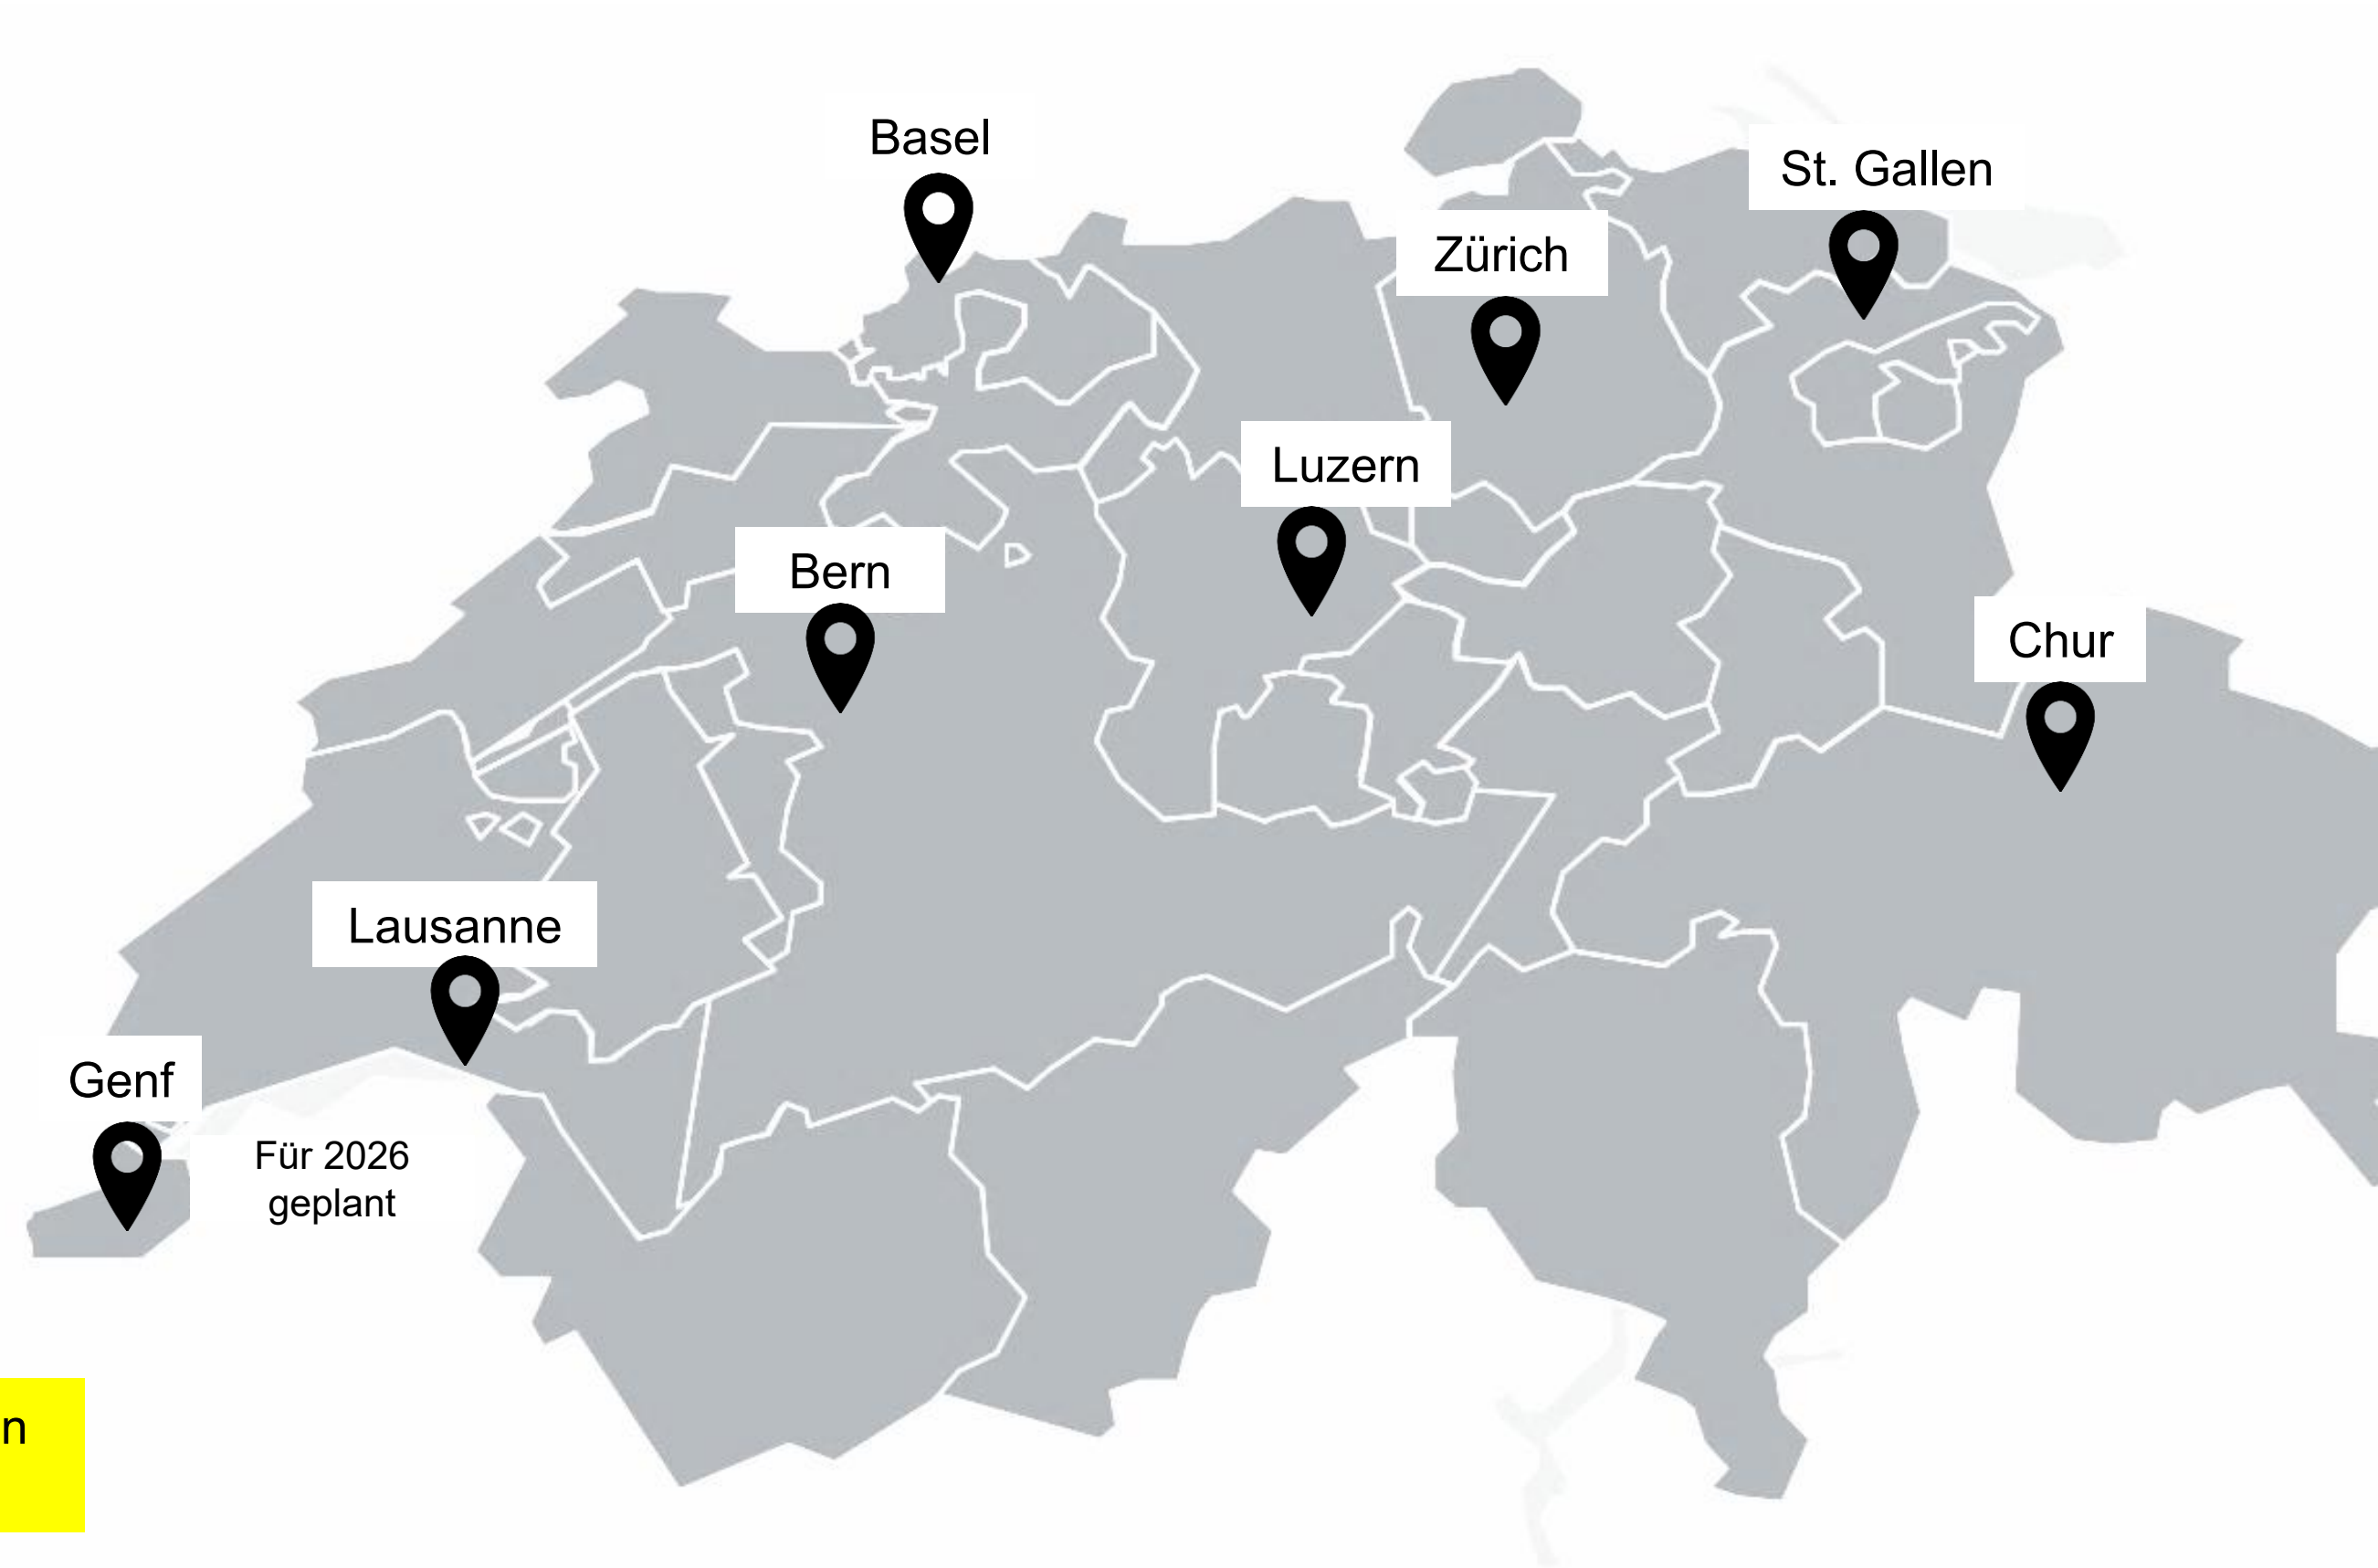 Basel
St. Gallen
Zürich
Luzern
Bern
Chur
Lausanne
Genf
Für 2026
geplant
n